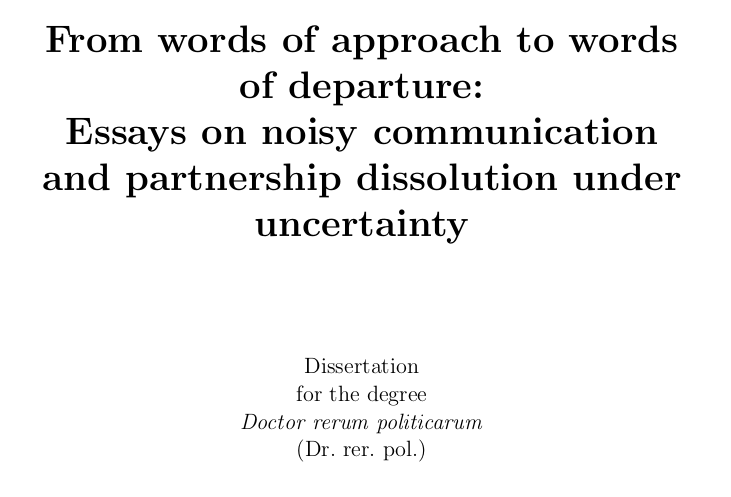 From words of approach to words
of departure:
Essays on noisy communication
and partnership dissolution under
uncertainty
Dissertation
for the degree
Doctor rerum politicarum
(Dr. rer. pol.)